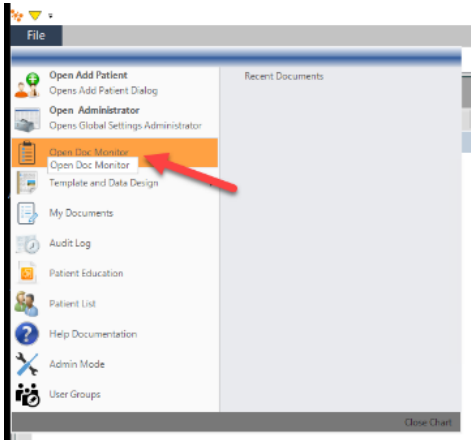 File
Open Add Patient
Opens Add Patient Dialog
Recent Documents
Open Administrator
Opens Global Settings Administrator
Open Doc Monitor
Open Doc Monitor
Template and Data Design
My Documents
Audit Log
Patient Education
Patient List
Help Documentation
Admin Mode
User Groups
Close Chart